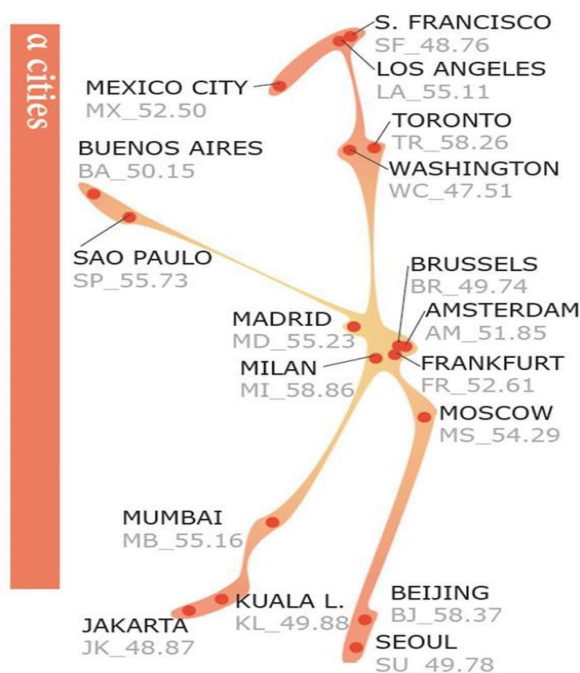 α cities
S. FRANCISCO
SF_48.76
LOS ANGELES
LA_55.11
MEXICO CITY
MX_52.50
TORONTO
TR_58.26
BUENOS AIRES
BA_50.15
WASHINGTON
WC_47.51
SAO PAULO
SP_55.73
BRUSSELS
BR_49.74
AMSTERDAM
AM_51.85
MADRID
MD_55.23
MILAN
MI_58.86
FRANKFURT
FR_52.61
MOSCOW
MS_54.29
MUMBAI
MB_55.16
KUALA L.
KL_49.88
JAKARTA
JK_48.87
BEIJING
BJ_58.37
SEOUL
SU_49.78